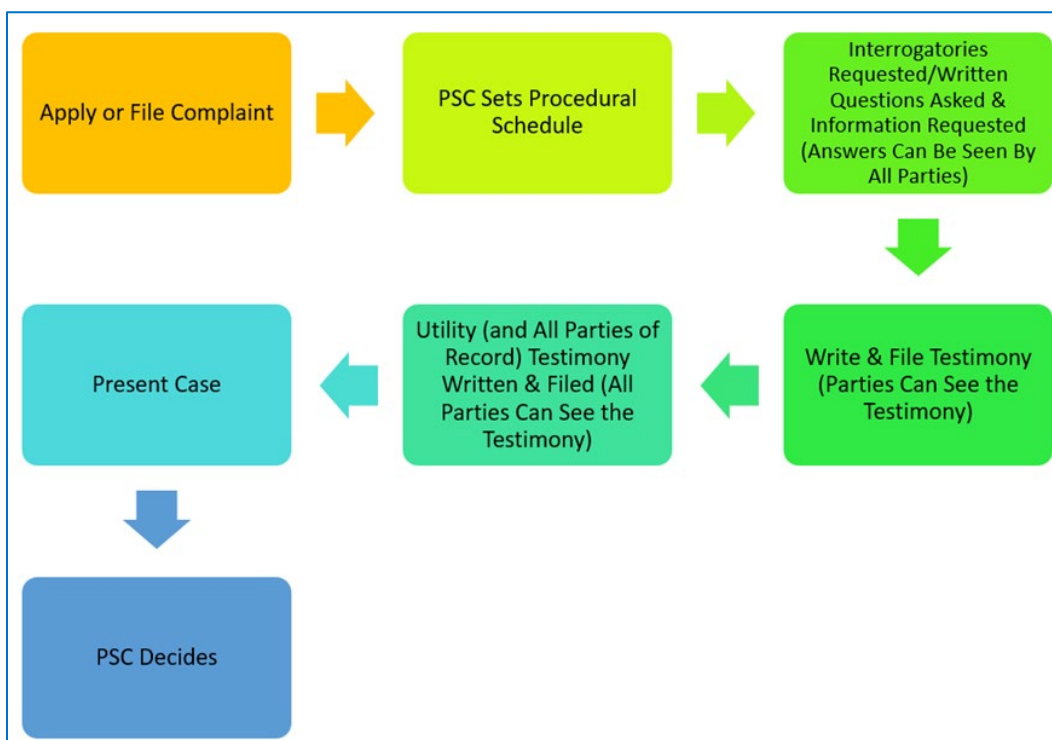 Apply or File Complaint
PSC Sets Procedural
Schedule
Interrogatories
Requested/Written
Questions Asked &
Information Requested
(Answers Can Be Seen By
All Parties)
Write & File Testimony
(Parties Can See the
Testimony)
Utility (and All Parties of
Record) Testimony
Written & Filed (All
Parties Can See the
Testimony)
Present Case
PSC Decides